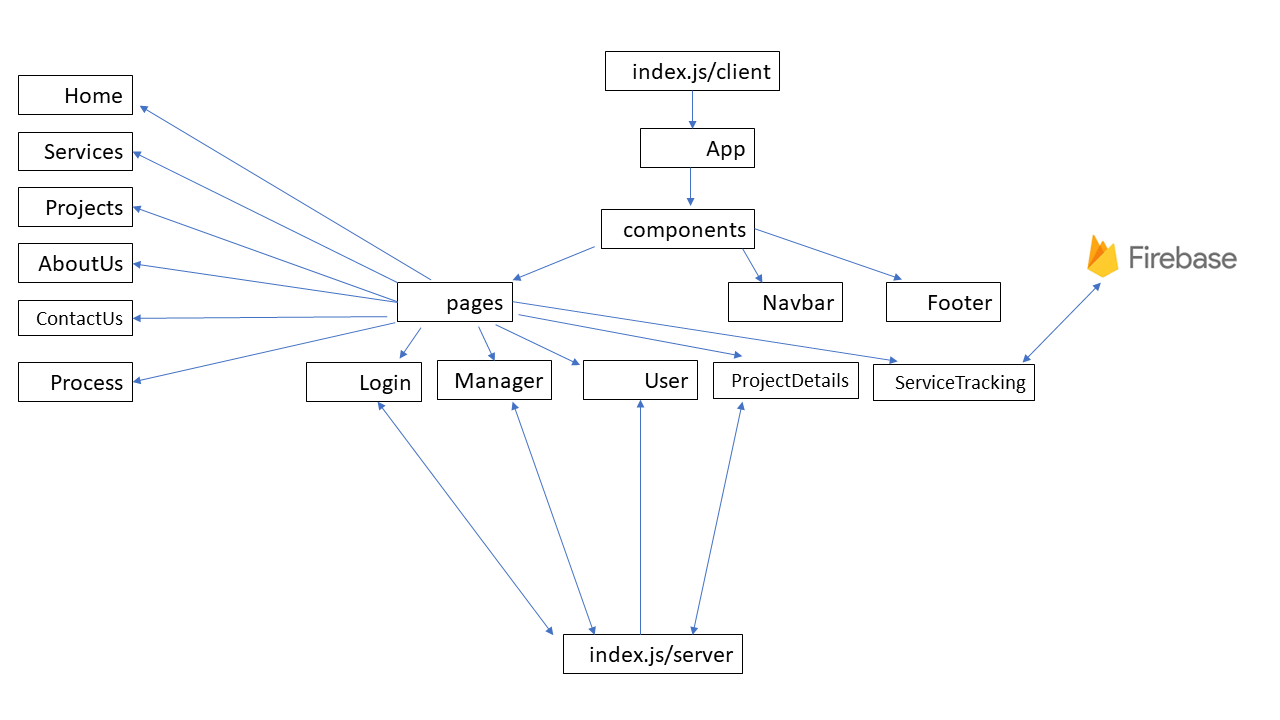 index.js/client
Home
App
Services
Projects
components
Firebase
AboutUs
pages
Navbar
Footer
ContactUs
Process
Login
Manager
User
ProjectDetails
ServiceTracking
index.js/server